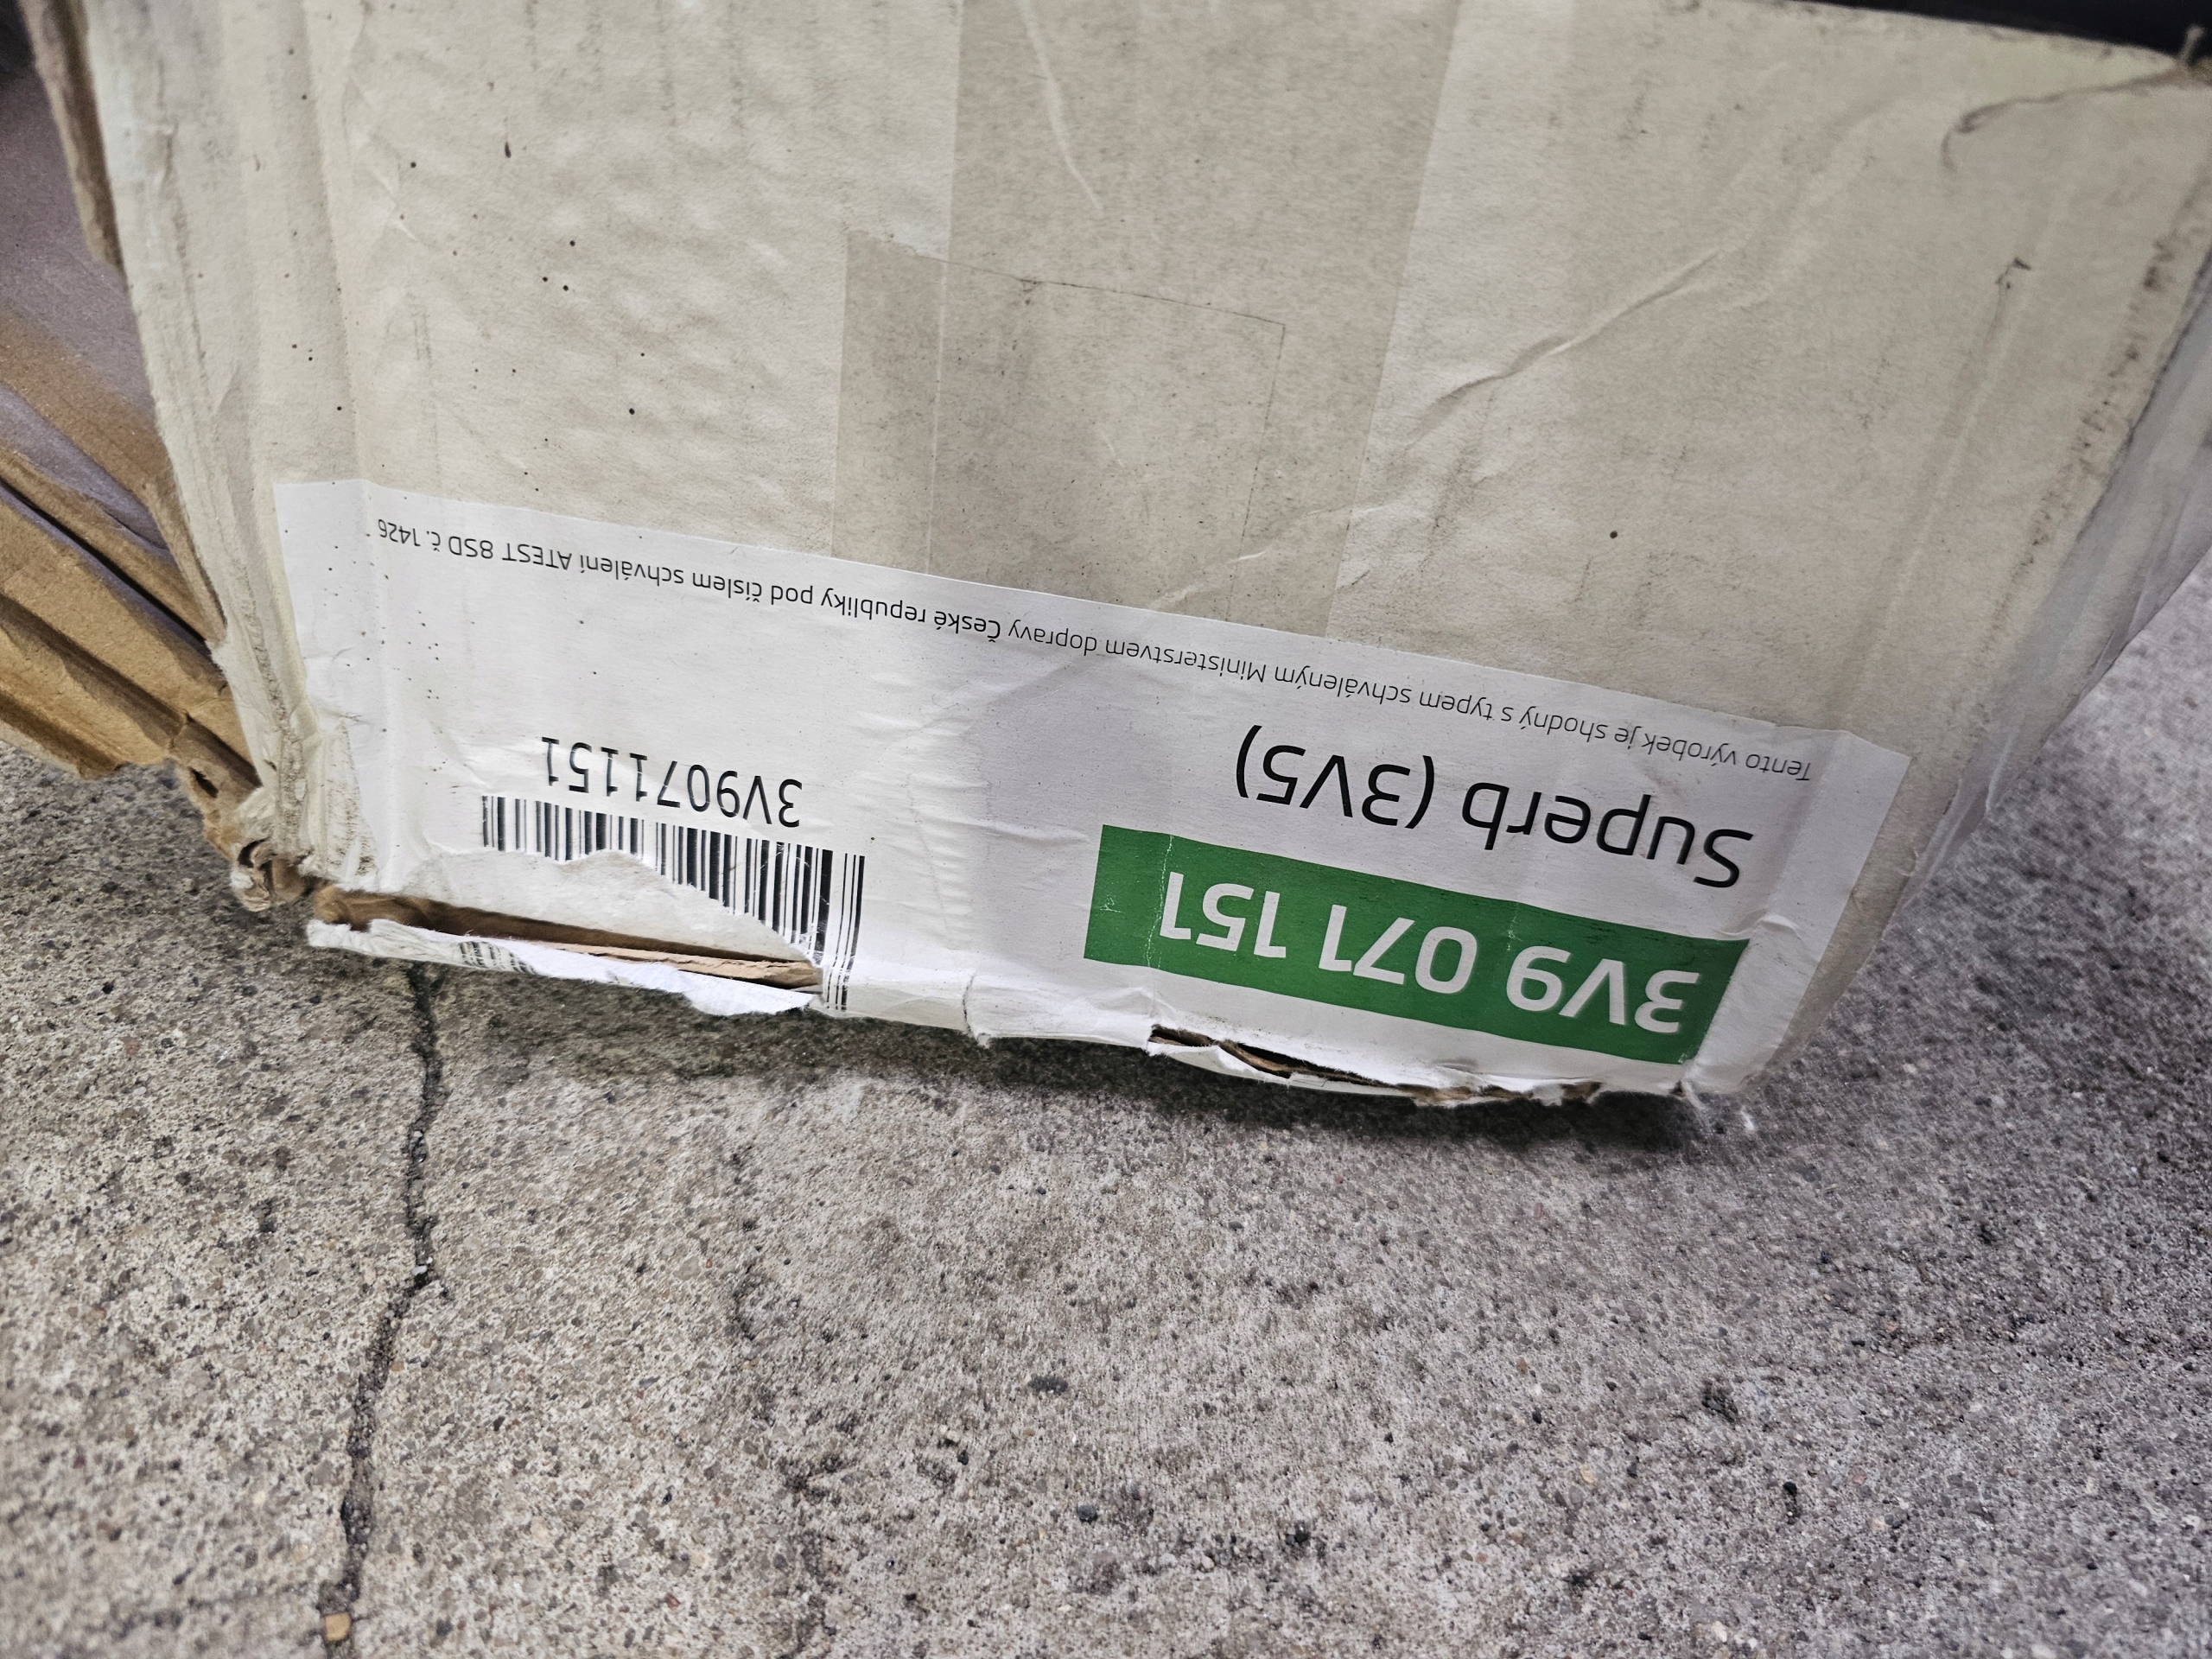 3V9 071 151
Superb (3V5)
3V9071151
Tento výrobek je shodný s typem schváleným Ministerstvem dopravy České republiky pod číslem schválení ATEST 8SD č. 1426